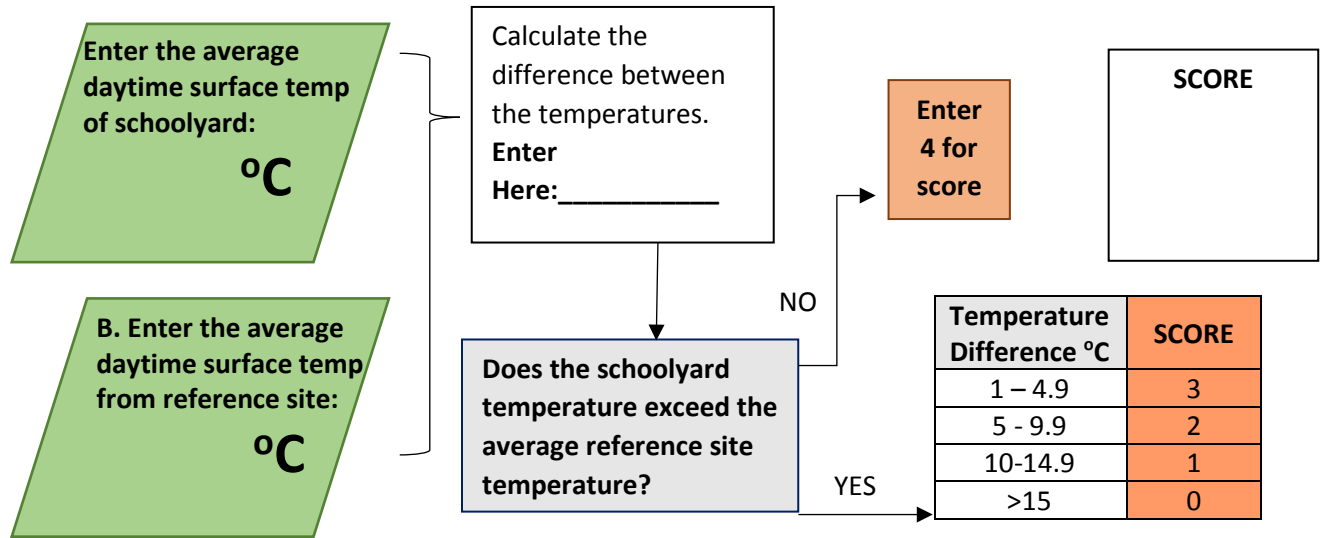 Enter the average
daytime surface temp
of schoolyard:
ºC
B. Enter the average
daytime surface temp
from reference site:
ºC
Calculate the
difference between
the temperatures.
Enter
Here:___________
Does the schoolyard
temperature exceed the
average reference site
temperature?
NO
Enter
4 for
score
YES
SCORE
Temperature
Difference ºC
SCORE
1 – 4.9 3
5 - 9.9 2
10-14.9 1
>15 0